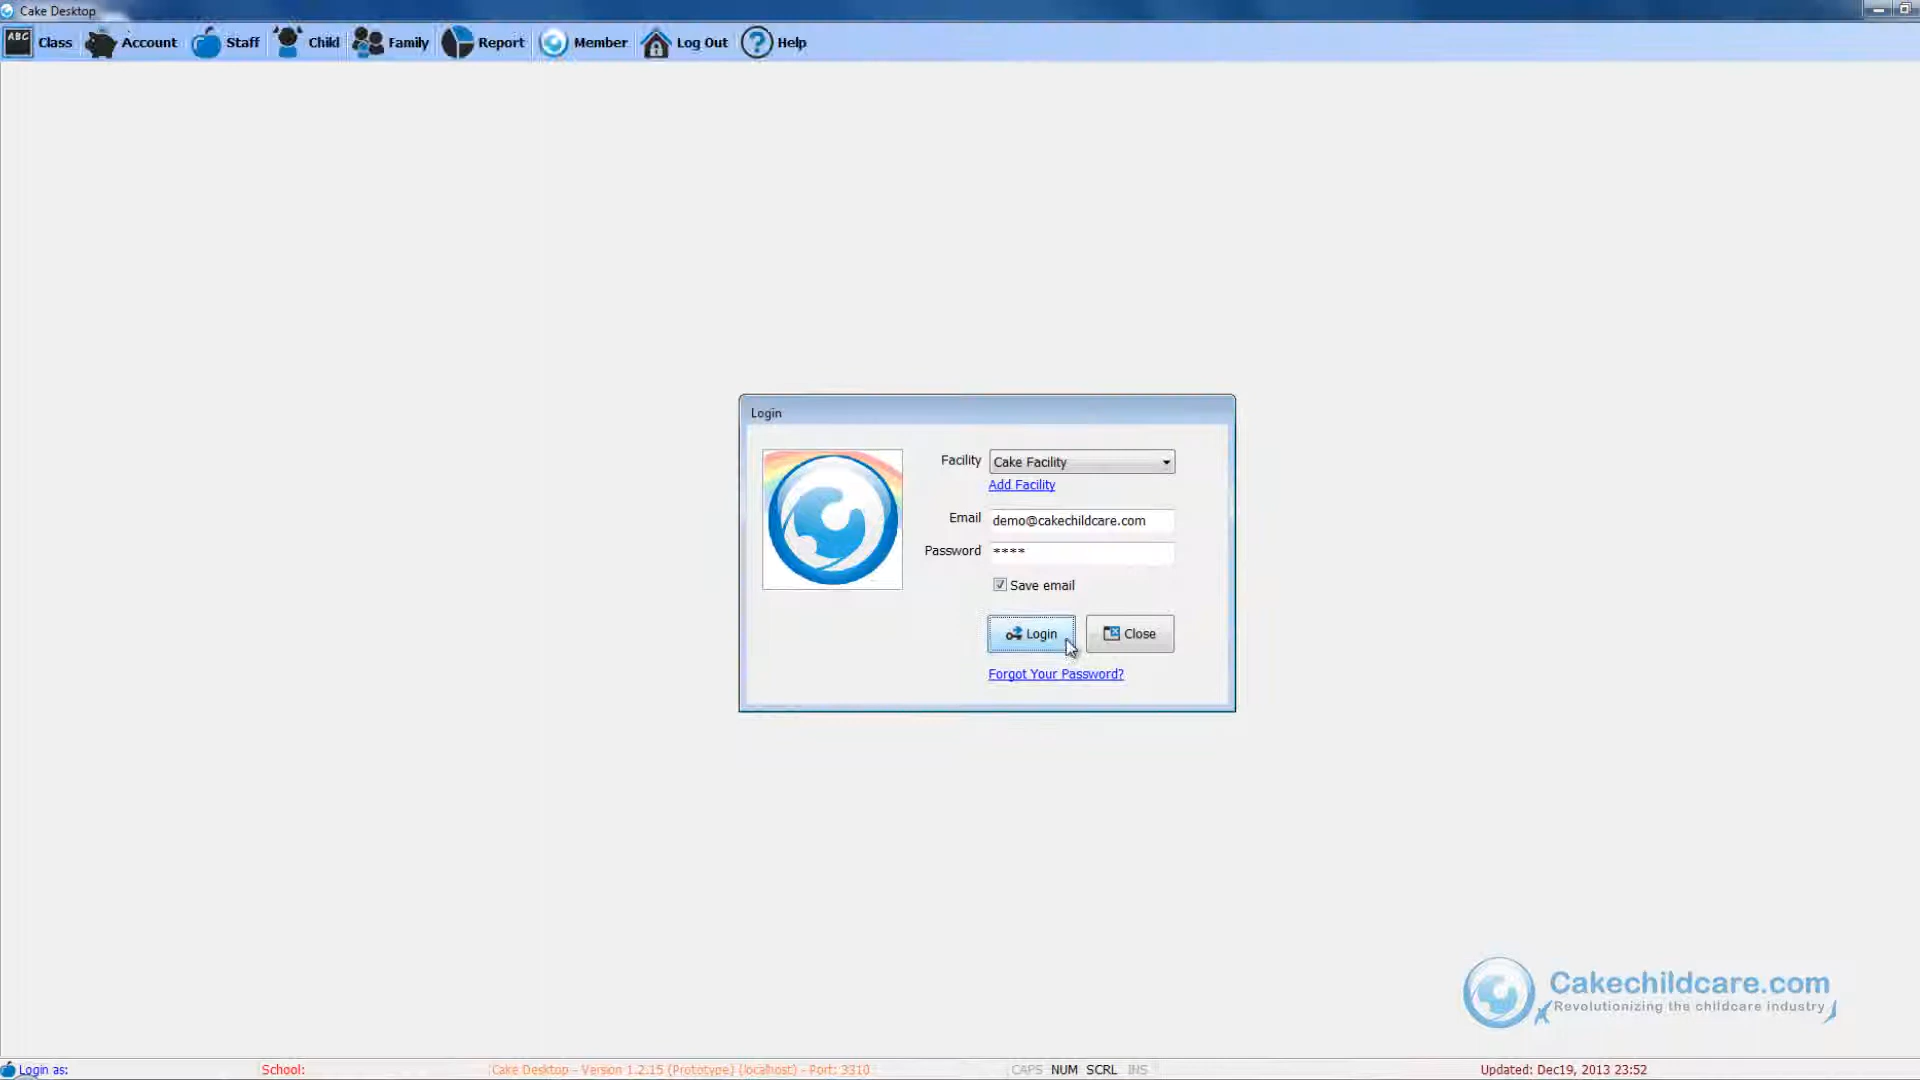 Cake Desktop
ABC Class Account Staff Child Family Report Member Log Out ? Help
Login
Facility Cake Facility
Add Facility
Email demo@cakechildcare.com
Password ****
Save email
Login Close
Forgot Your Password?
Cakechildcare.com
Revolutionizing the childcare industry
Login as: School: Cake Desktop - Version 1.2.15 (Prototype) (localhost) - Port: 3310 CAPS NUM SCRL INS Updated: Dec19, 2013 23:52